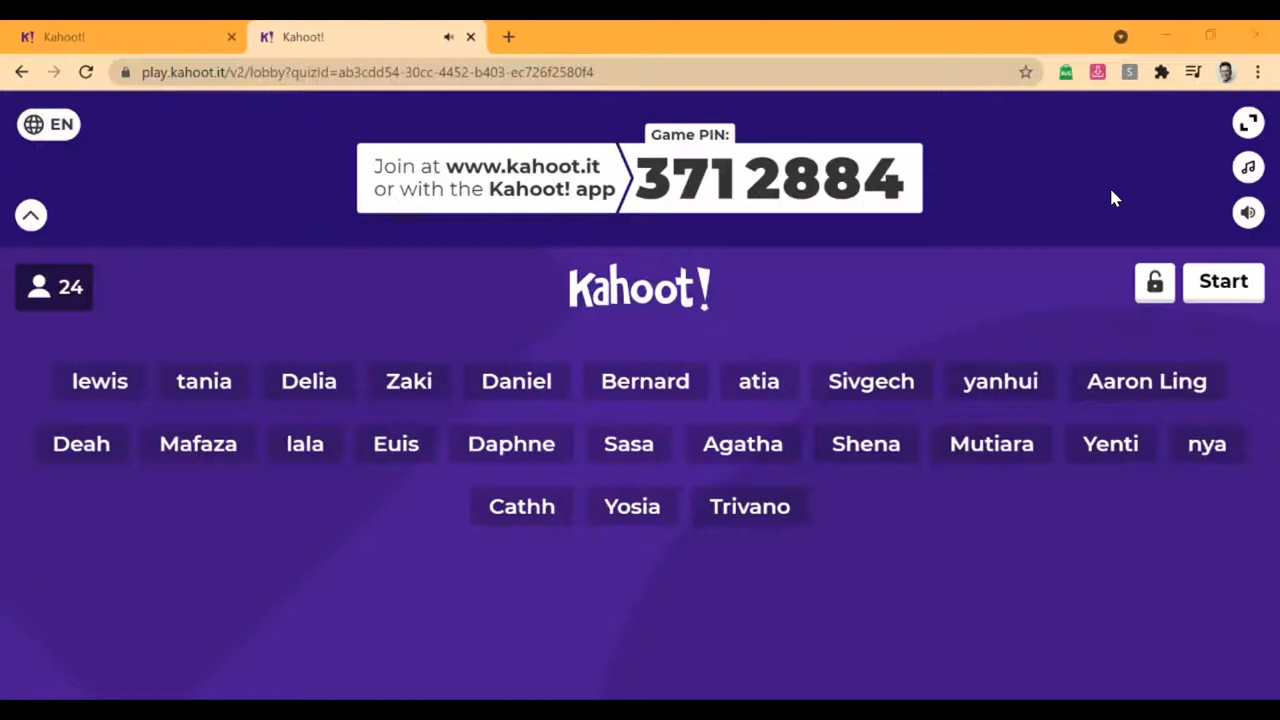 Kahoot!
Kahoot!
play.kahoot.it/v2/lobby?quizId=ab3cdd54-30cc-4452-b403-ec726f2580f4
EN
Game PIN:
Join at www.kahoot.it
or with the Kahoot! app
371 2884
24
Kahoot!
Start
lewis tania Delia Zaki Daniel Bernard atia Sivgech yanhui Aaron Ling
Deah Mafaza lala Euis Daphne Sasa Agatha Shena Mutiara Yenti nya
Cathh Yosia Trivano